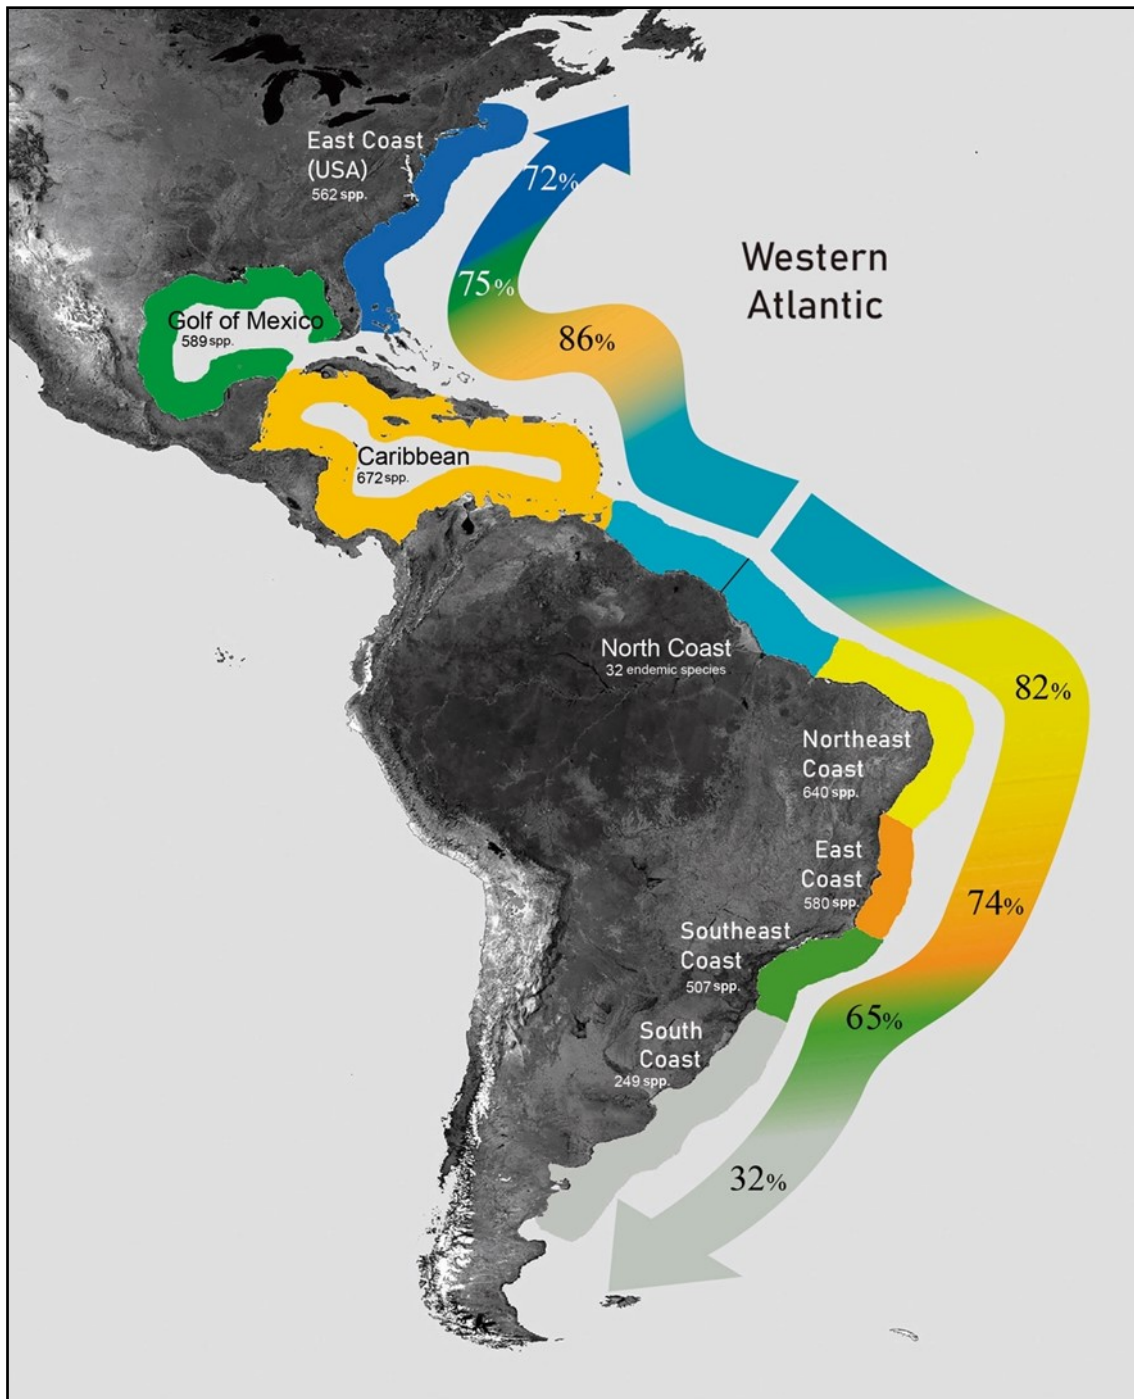 East Coast
(USA)
562 spp.
72%
Western
Atlantic
75%
Golf of Mexico
589 spp.
86%
Caribbean
672 spp.
North Coast
32 endemic species
82%
Northeast
Coast
640 spp.
East
Coast
580 spp.
74%
Southeast
Coast
507 spp.
65%
South
Coast
249 spp.
32%